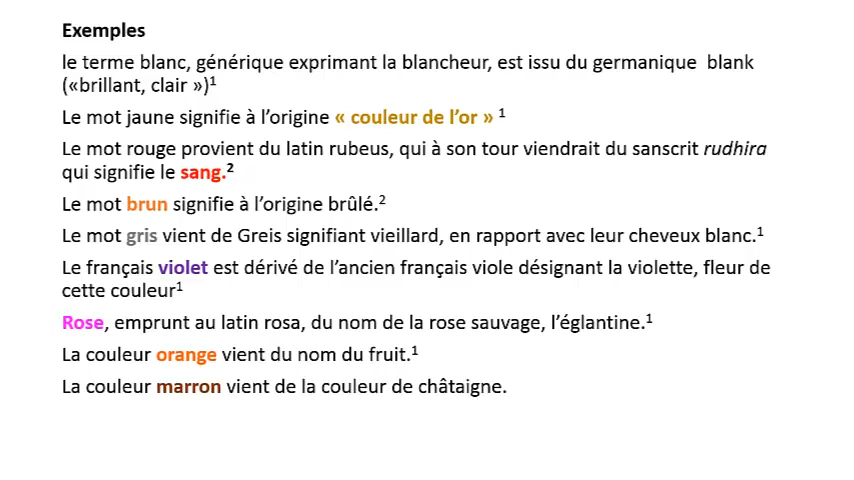 Exemples
le terme blanc, générique exprimant la blancheur, est issu du germanique  blank
(«brillant, clair »)¹
Le mot jaune signifie à l’origine « couleur de l’or » ¹
Le mot rouge provient du latin rubeus, qui à son tour viendrait du sanscrit rudhira
qui signifie le sang.²
Le mot brun signifie à l’origine brûlé.²
Le mot gris vient de Greis signifiant vieillard, en rapport avec leur cheveux blanc.¹
Le français violet est dérivé de l’ancien français viole désignant la violette, fleur de
cette couleur¹
Rose, emprunt au latin rosa, du nom de la rose sauvage, l’églantine.¹
La couleur orange vient du nom du fruit.¹
La couleur marron vient de la couleur de châtaigne.